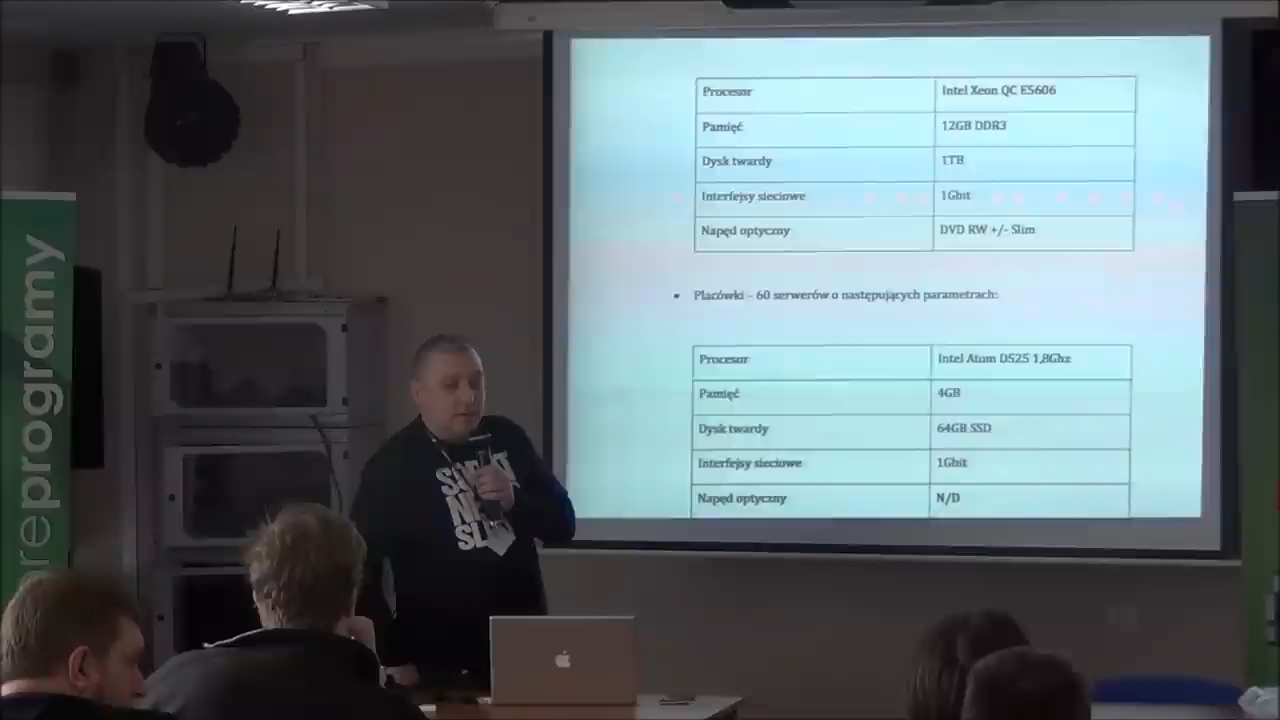 Procesor Intel Xeon QC E5606
Pamięć 12GB DDR3
Dysk twardy 1TB
Interfejsy sieciowe 1Gbit
Napęd optyczny DVD RW +/- Slim
• Placówki – 60 serwerów o następujących parametrach:
Procesor Intel Atom D525 1,8Ghz
Pamięć 4GB
Dysk twardy 64GB SSD
Interfejsy sieciowe 1Gbit
Napęd optyczny N/D
reprogramy